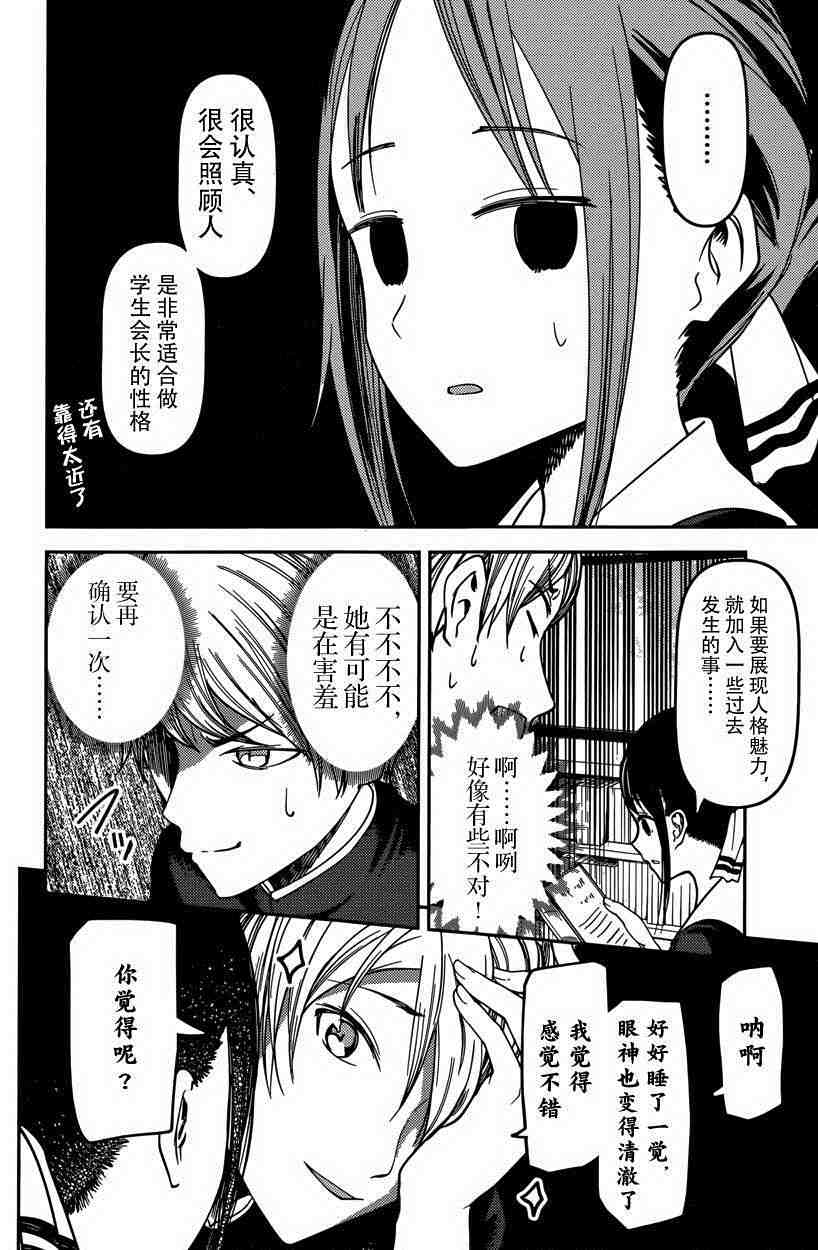 ………
很认真、
很会照顾人
是非常适合做
学生会长的性格
还有
靠得太近了
如果要展现人格魅力，
就加入一些过去
发生的事……
啊……啊咧
好像有些不对！
不不不不，
她有可能
是在害羞
要再
确认一次……
呐啊
好好睡了一觉，
眼神也变得清澈了
我觉得
感觉不错
你觉得呢？